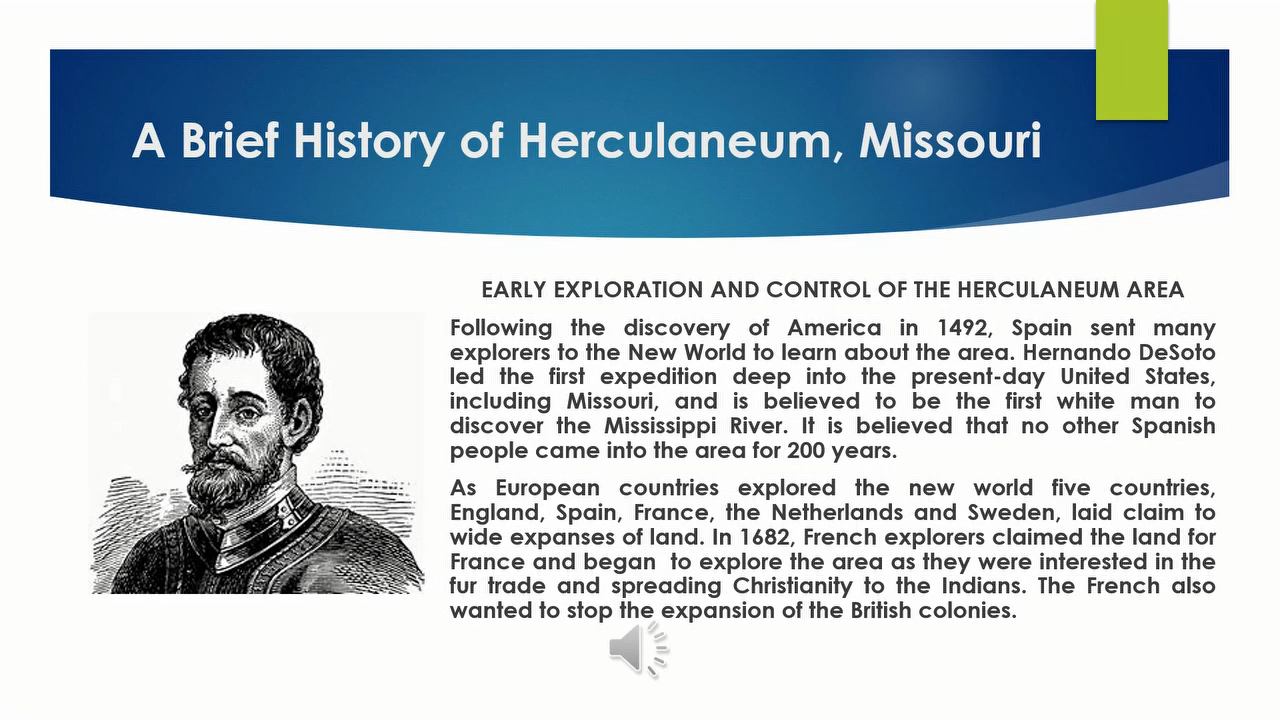 A Brief History of Herculaneum, Missouri
EARLY EXPLORATION AND CONTROL OF THE HERCULANEUM AREA
Following the discovery of America in 1492, Spain sent many
explorers to the New World to learn about the area. Hernando DeSoto
led the first expedition deep into the present-day United States,
including Missouri, and is believed to be the first white man to
discover the Mississippi River. It is believed that no other Spanish
people came into the area for 200 years.
As European countries explored the new world five countries,
England, Spain, France, the Netherlands and Sweden, laid claim to
wide expanses of land. In 1682, French explorers claimed the land for
France and began to explore the area as they were interested in the
fur trade and spreading Christianity to the Indians. The French also
wanted to stop the expansion of the British colonies.